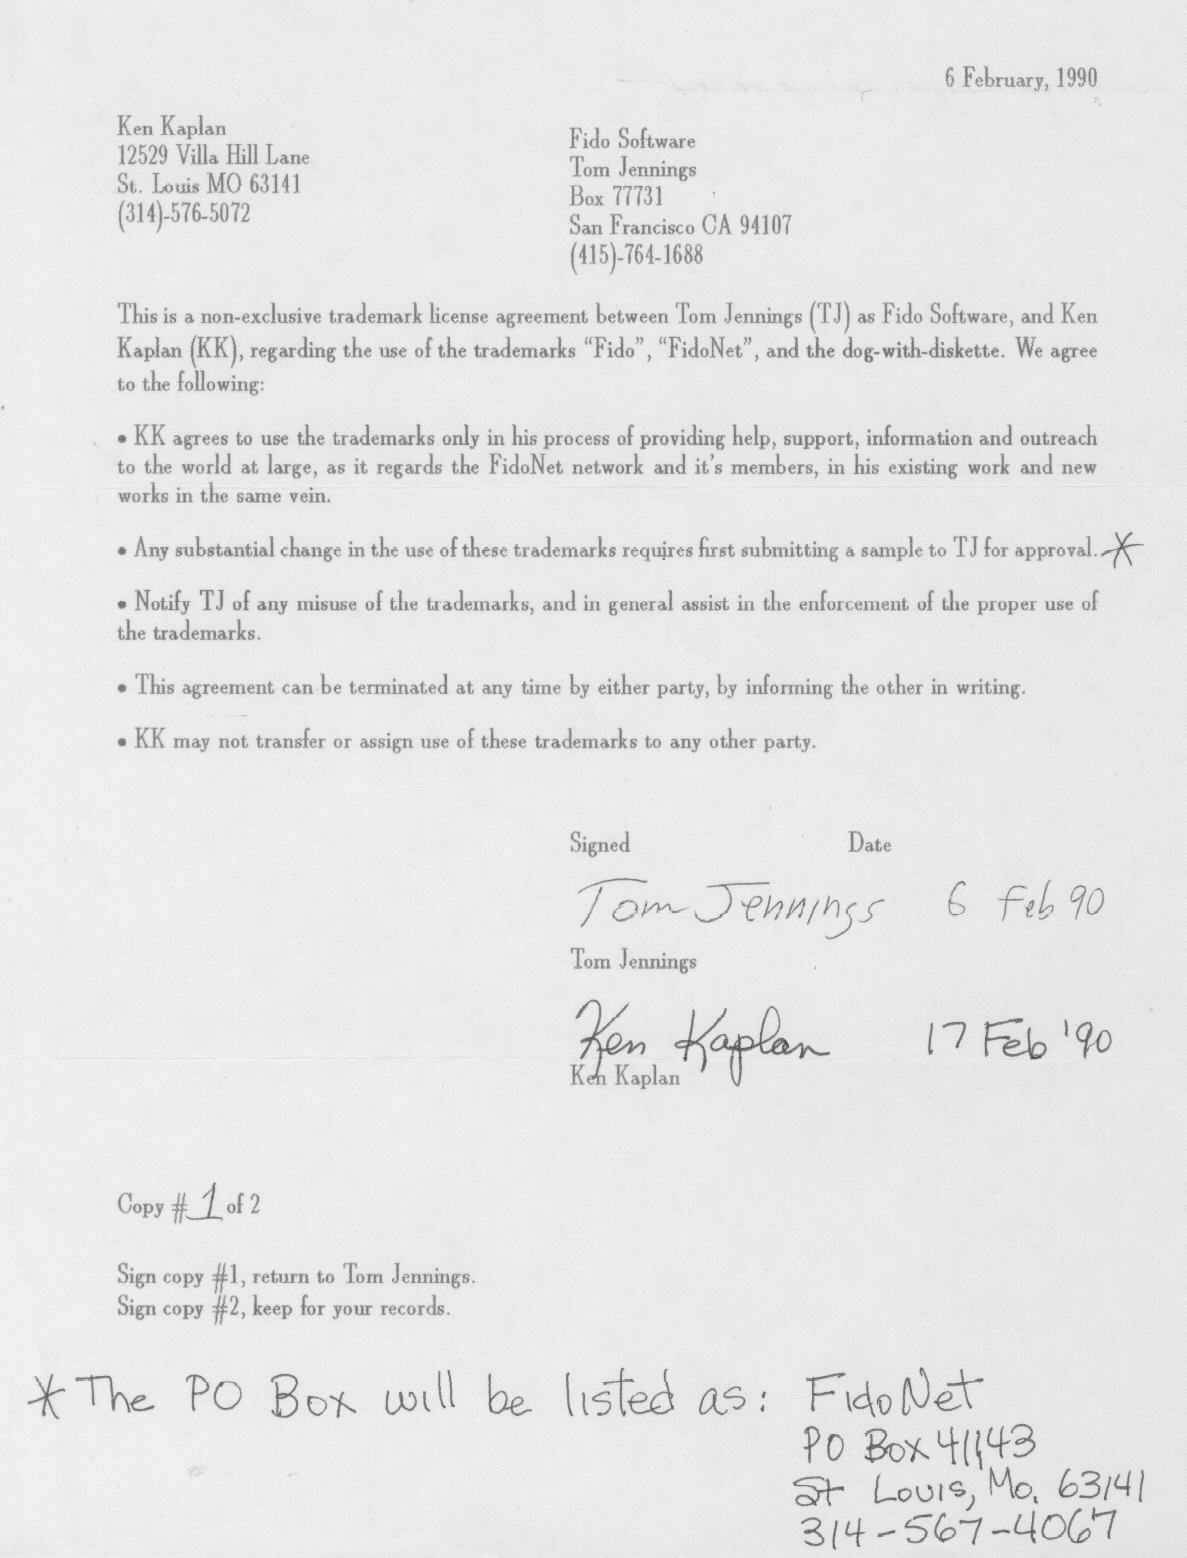 6 February, 1990
Ken Kaplan
12529 Villa Hill Lane
St. Louis MO 63141
(314)-576-5072
Fido Software
Tom Jennings
Box 77731
San Francisco CA 94107
(415)-764-1688
This is a non-exclusive trademark license agreement between Tom Jennings (TJ) as Fido Software, and Ken
Kaplan (KK), regarding the use of the trademarks “Fido”, “FidoNet”, and the dog-with-diskette. We agree
to the following:
• KK agrees to use the trademarks only in his process of providing help, support, information and outreach
to the world at large, as it regards the FidoNet network and it's members, in his existing work and new
works in the same vein.
• Any substantial change in the use of these trademarks requires first submitting a sample to TJ for approval. *
• Notify TJ of any misuse of the trademarks, and in general assist in the enforcement of the proper use of
the trademarks.
• This agreement can be terminated at any time by either party, by informing the other in writing.
• KK may not transfer or assign use of these trademarks to any other party.
Signed Date
Tom Jennings 6 Feb 90
Tom Jennings
Ken Kaplan 17 Feb '90
Ken Kaplan
Copy # 1 of 2
Sign copy #1, return to Tom Jennings.
Sign copy #2, keep for your records.
* The PO Box will be listed as: FidoNet
PO Box
St Louis, Mo. 63141
314-567-4067